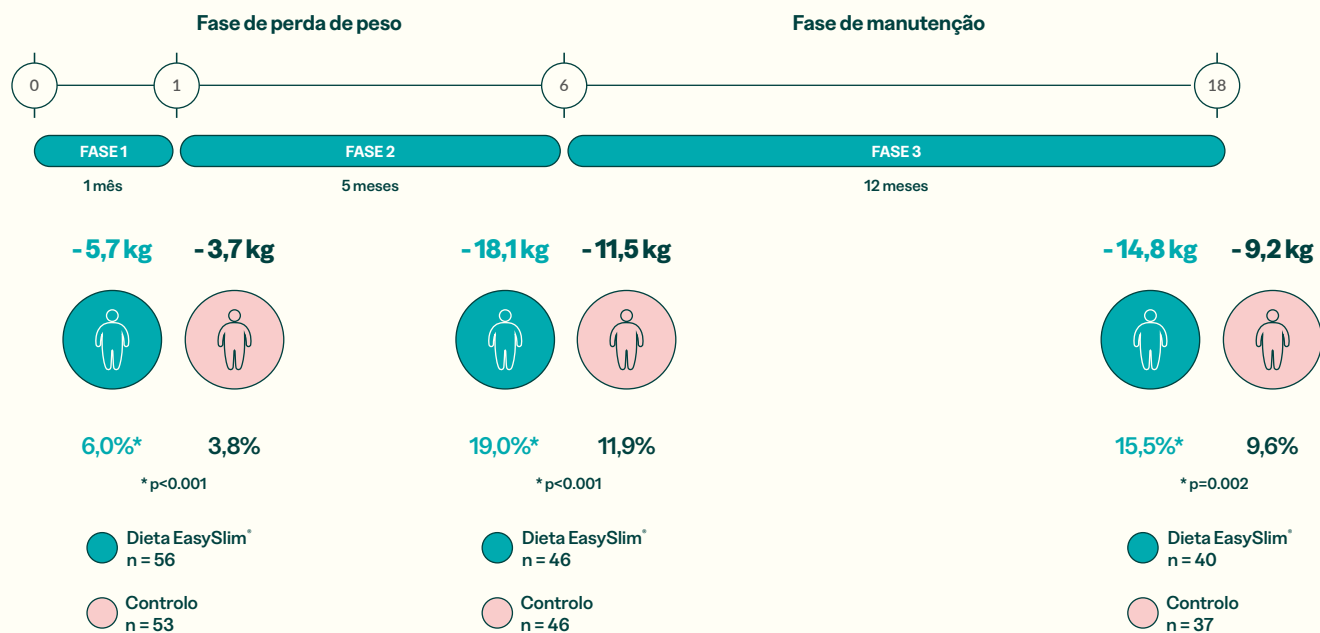 Fase de perda de peso
Fase de manutenção
0
1
6
18
FASE 1
FASE 2
FASE 3
1 mês
5 meses
12 meses
- 5,7 kg
- 3,7 kg
- 18,1 kg
- 11,5 kg
- 14,8 kg
- 9,2 kg
6,0%*
3,8%
19,0%*
11,9%
15,5%*
9,6%
* p<0.001
* p<0.001
* p=0.002
Dieta EasySlim®
n = 56
Dieta EasySlim®
n = 46
Dieta EasySlim®
n = 40
Controlo
n = 53
Controlo
n = 46
Controlo
n = 37